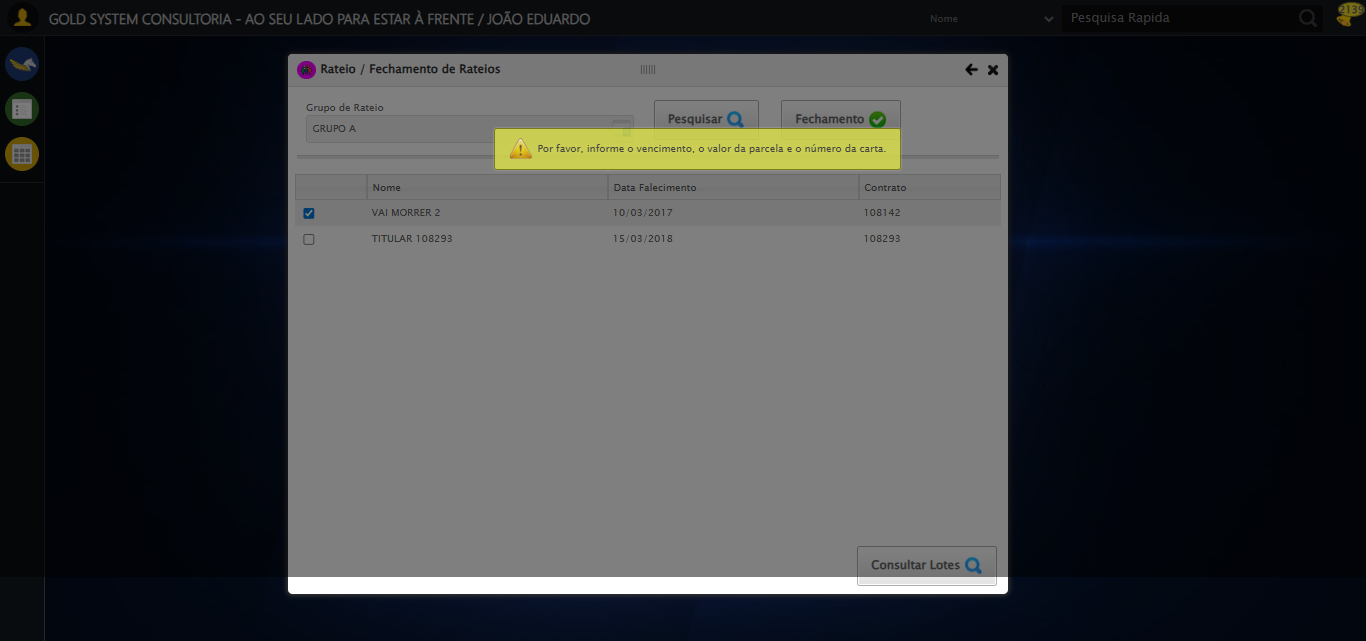 GOLD SYSTEM CONSULTORIA - AO SEU LADO PARA ESTAR À FRENTE / JOÃO EDUARDO
Nome
Pesquisa Rapida
2139
Rateio / Fechamento de Rateios
Grupo de Rateio
GRUPO A
Pesquisar
Fechamento
Por favor, informe o vencimento, o valor da parcela e o número da carta.
Nome Data Falecimento Contrato
VAI MORRER 2 10/03/2017 108142
TITULAR 108293 15/03/2018 108293
Consultar Lotes